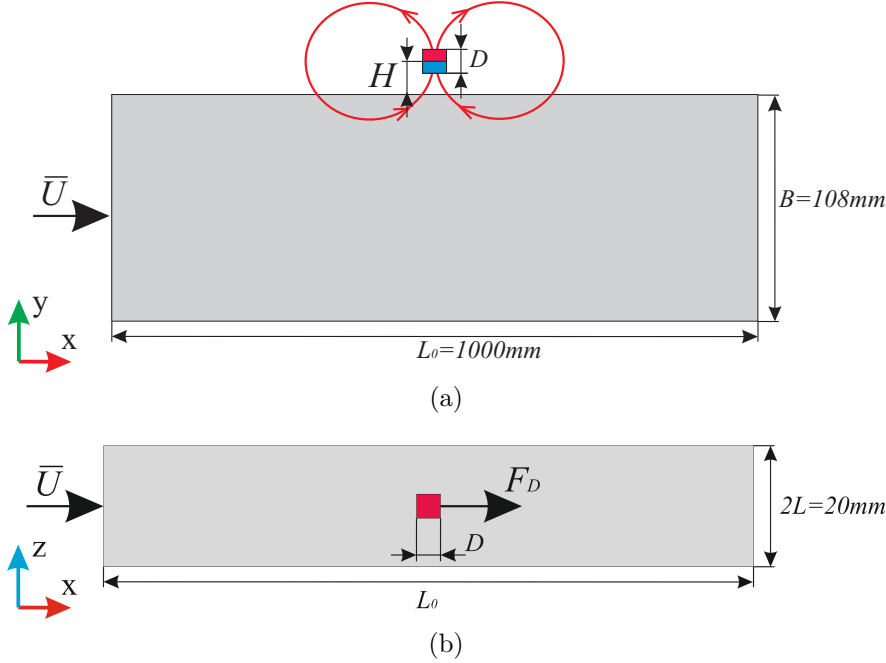 D
H
U̅
B=108mm
y
x
L₀=1000mm
(a)
U̅
F_D
2L=20mm
D
z
x
L₀
(b)